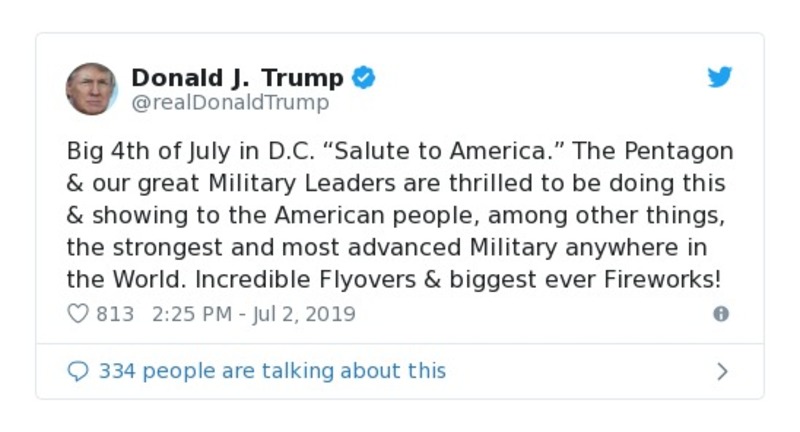 Donald J. Trump
@realDonaldTrump
Big 4th of July in D.C. “Salute to America.” The Pentagon
& our great Military Leaders are thrilled to be doing this
& showing to the American people, among other things,
the strongest and most advanced Military anywhere in
the World. Incredible Flyovers & biggest ever Fireworks!
813 2:25 PM - Jul 2, 2019
334 people are talking about this